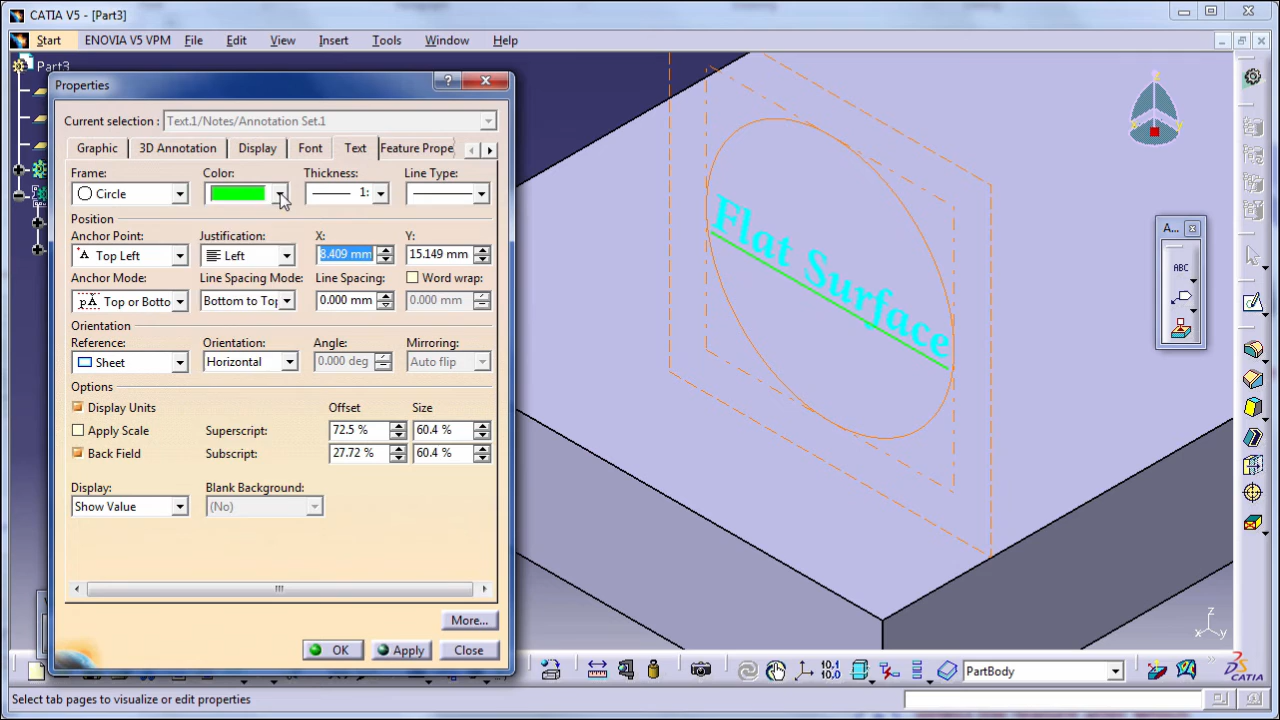 CATIA V5 - [Part3]
Start ENOVIA V5 VPM File Edit View Insert Tools Window Help
Part3
Properties
Current selection : Text.1/Notes/Annotation Set.1
Graphic 3D Annotation Display Font Text Feature Prope
Frame: Color: Thickness: Line Type:
Circle 1:
Position
Anchor Point: Justification: X: Y:
Top Left Left 8.409 mm 15.149 mm
Anchor Mode: Line Spacing Mode: Line Spacing: Word wrap:
Top or Botto Bottom to Top 0.000 mm 0.000 mm
Orientation
Reference: Orientation: Angle: Mirroring:
Sheet Horizontal 0.000 deg Auto flip
Options
Display Units Offset Size
Apply Scale Superscript: 72.5 % 60.4 %
Back Field Subscript: 27.72 % 60.4 %
Display: Blank Background:
Show Value (No)
More...
OK Apply Close
Flat Surface
A...
ABC
z
x y
10.1
10,0
PartBody
CATIA
Select tab pages to visualize or edit properties